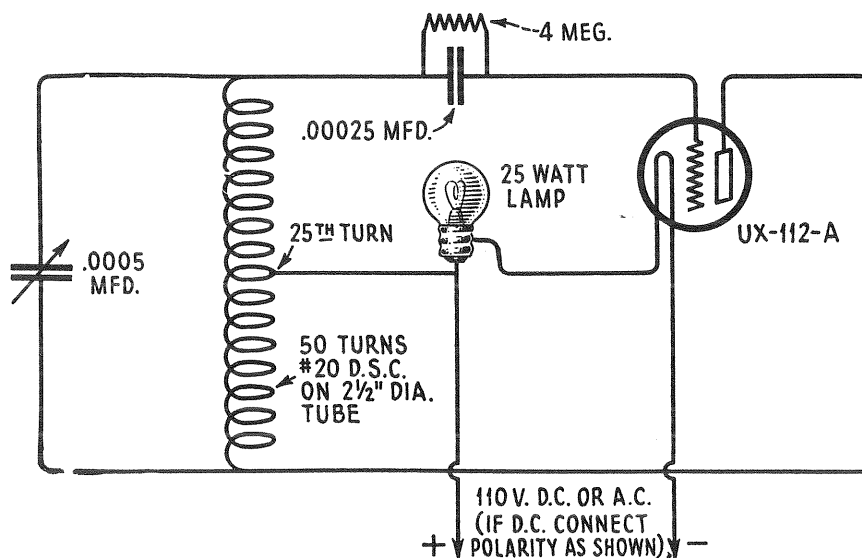 4 MEG.
.00025 MFD.
25 WATT
LAMP
UX-112-A
25TH TURN
.0005
MFD.
50 TURNS
#20 D.S.C.
ON 2½" DIA.
TUBE
110 V. D.C. OR A.C.
(IF D.C. CONNECT
+ POLARITY AS SHOWN) -